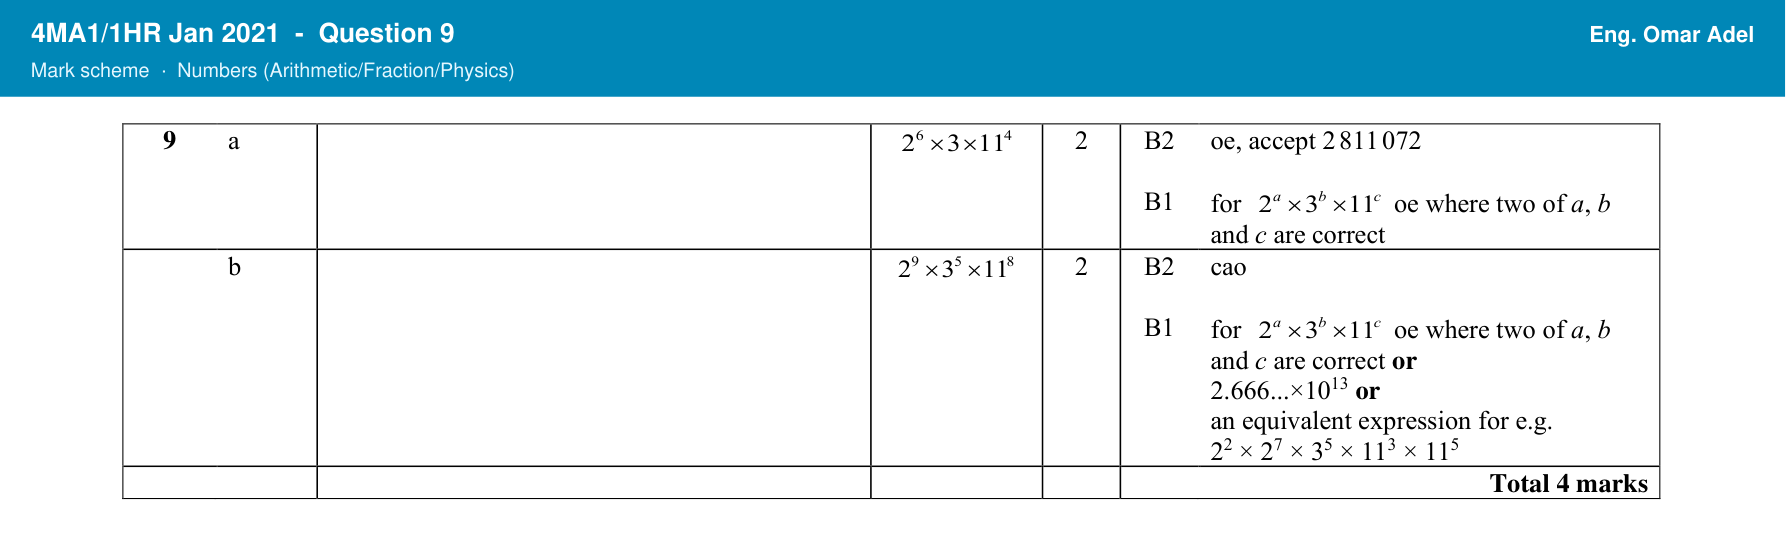 4MA1/1HR Jan 2021 - Question 9
Eng. Omar Adel
Mark scheme · Numbers (Arithmetic/Fraction/Physics)
9 a 2⁶ × 3 × 11⁴ 2 B2 oe, accept 2 811 072
B1 for 2ᵃ × 3ᵇ × 11ᶜ oe where two of a, b
and c are correct
b 2⁹ × 3⁵ × 11⁸ 2 B2 cao
B1 for 2ᵃ × 3ᵇ × 11ᶜ oe where two of a, b
and c are correct or
2.666...×10¹³ or
an equivalent expression for e.g.
2² × 2⁷ × 3⁵ × 11³ × 11⁵
Total 4 marks